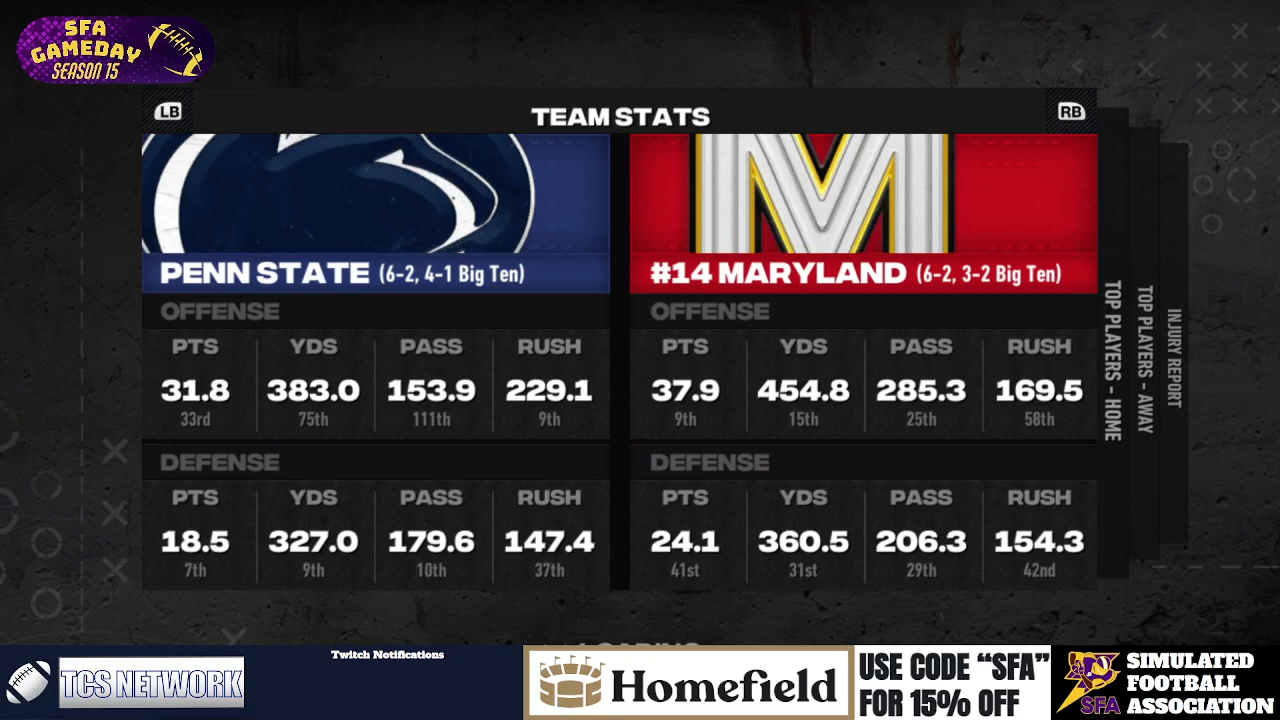 SFA
GAMEDAY
SEASON 15
LB
TEAM STATS
RB
PENN STATE (6-2, 4-1 Big Ten)
OFFENSE
PTS YDS PASS RUSH
31.8 383.0 153.9 229.1
33rd 75th 111th 9th
DEFENSE
PTS YDS PASS RUSH
18.5 327.0 179.6 147.4
7th 9th 10th 37th
M
#14 MARYLAND (6-2, 3-2 Big Ten)
OFFENSE
PTS YDS PASS RUSH
37.9 454.8 285.3 169.5
9th 15th 25th 58th
DEFENSE
PTS YDS PASS RUSH
24.1 360.5 206.3 154.3
41st 31st 29th 42nd
TOP PLAYERS - HOME
TOP PLAYERS - AWAY
INJURY REPORT
LOADING
TCS NETWORK
Twitch Notifications
Homefield
USE CODE “SFA”
FOR 15% OFF
SFA
SIMULATED
FOOTBALL
ASSOCIATION